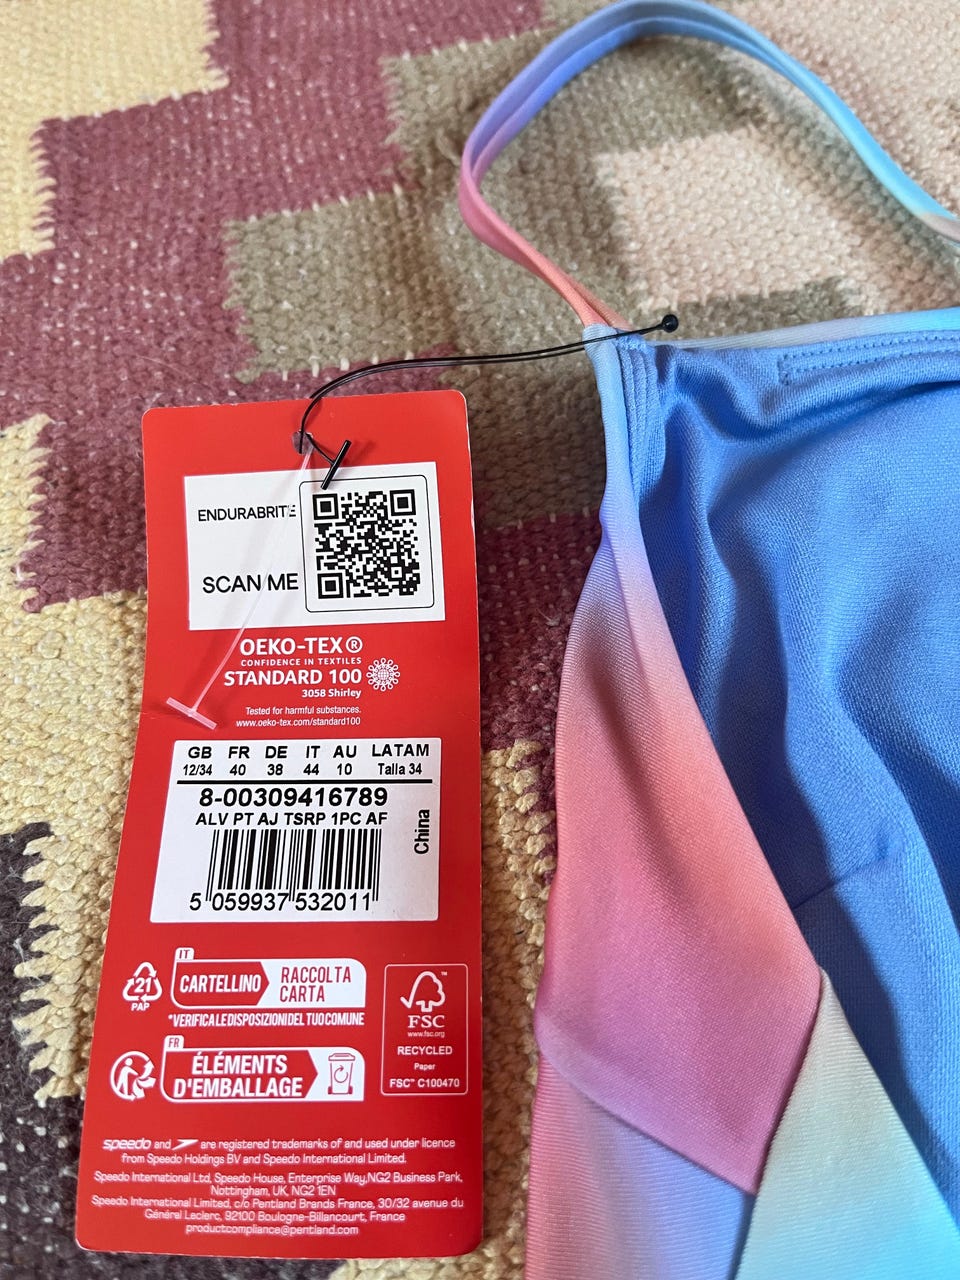 ENDURABRITE
SCAN ME
OEKO-TEX®
CONFIDENCE IN TEXTILES
STANDARD 100
3058 Shirley
Tested for harmful substances.
www.oeko-tex.com/standard100
GB FR DE IT AU LATAM
12/34 40 38 44 10 Talla 34
8-00309416789
ALV PT AJ TSRP 1PC AF
China
5 059937 532011
21
PAP
IT
CARTELLINO RACCOLTA CARTA
*VERIFICA LE DISPOSIZIONI DEL TUO COMUNE
FR
ÉLÉMENTS
D'EMBALLAGE
FSC™
www.fsc.org
RECYCLED
Paper
FSC™ C100470
speedo and are registered trademarks of and used under licence
from Speedo Holdings BV and Speedo International Limited.
Speedo International Ltd, Speedo House, Enterprise Way,NG2 Business Park,
Nottingham, UK, NG2 1EN
Speedo International Limited, c/o Pentland Brands France, 30/32 avenue du
Général Leclerc, 92100 Boulogne-Billancourt, France
productcompliance@pentland.com